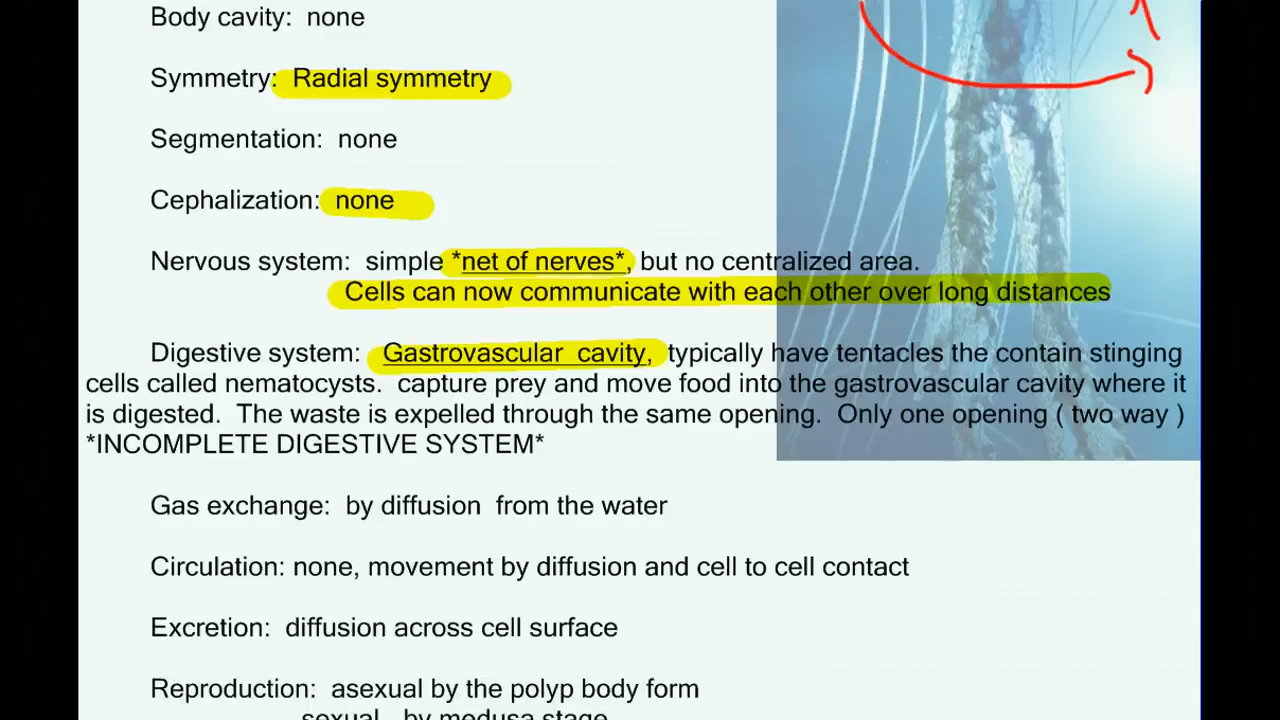 Body cavity: none
Symmetry: Radial symmetry
Segmentation: none
Cephalization: none
Nervous system: simple *net of nerves*, but no centralized area.
Cells can now communicate with each other over long distances
Digestive system: Gastrovascular cavity, typically have tentacles the contain stinging
cells called nematocysts. capture prey and move food into the gastrovascular cavity where it
is digested. The waste is expelled through the same opening. Only one opening ( two way )
*INCOMPLETE DIGESTIVE SYSTEM*
Gas exchange: by diffusion from the water
Circulation: none, movement by diffusion and cell to cell contact
Excretion: diffusion across cell surface
Reproduction: asexual by the polyp body form
sexual by medusa stage